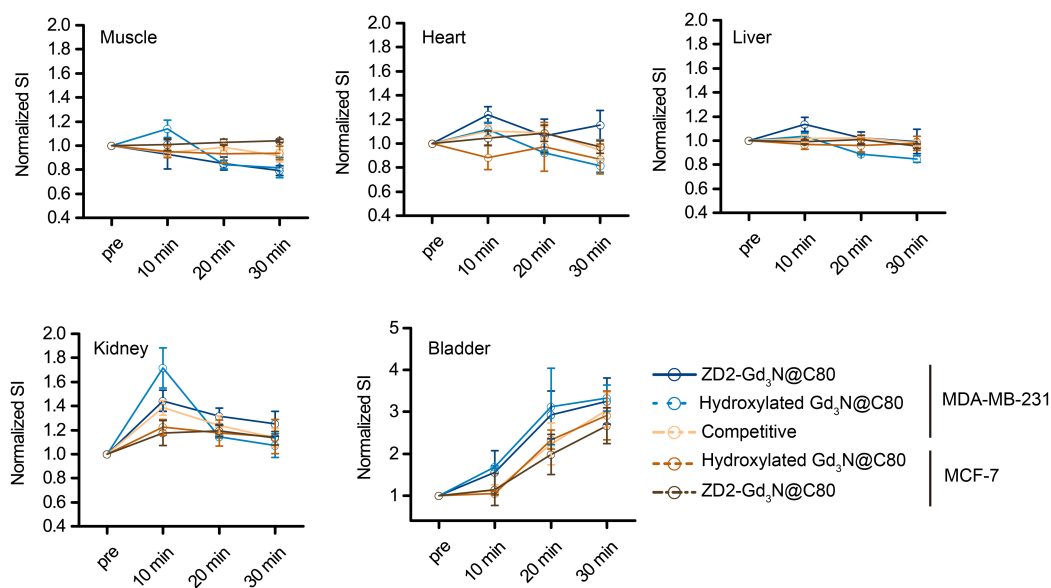 Muscle
Normalized SI
2.0
1.8
1.6
1.4
1.2
1.0
0.8
0.6
0.4
pre
10 min
20 min
30 min
Heart
Normalized SI
2.0
1.8
1.6
1.4
1.2
1.0
0.8
0.6
0.4
pre
10 min
20 min
30 min
Liver
Normalized SI
2.0
1.8
1.6
1.4
1.2
1.0
0.8
0.6
0.4
pre
10 min
20 min
30 min
Kidney
Normalized SI
2.0
1.8
1.6
1.4
1.2
1.0
0.8
0.6
0.4
pre
10 min
20 min
30 min
Bladder
Normalized SI
5
4
3
2
1
pre
10 min
20 min
30 min
ZD2-Gd₃N@C80
Hydroxylated Gd₃N@C80
Competitive
MDA-MB-231
Hydroxylated Gd₃N@C80
ZD2-Gd₃N@C80
MCF-7